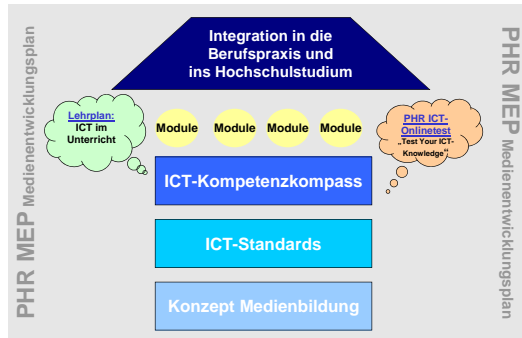 Integration in die
Berufspraxis und
ins Hochschulstudium
PHR MEP Medienentwicklungsplan
PHR MEP Medienentwicklungsplan
Lehrplan:
ICT im
Unterricht
Module
Module
Module
Module
PHR ICT-
Onlinetest
„Test Your ICT-
Knowledge“
ICT-Kompetenzkompass
ICT-Standards
Konzept Medienbildung